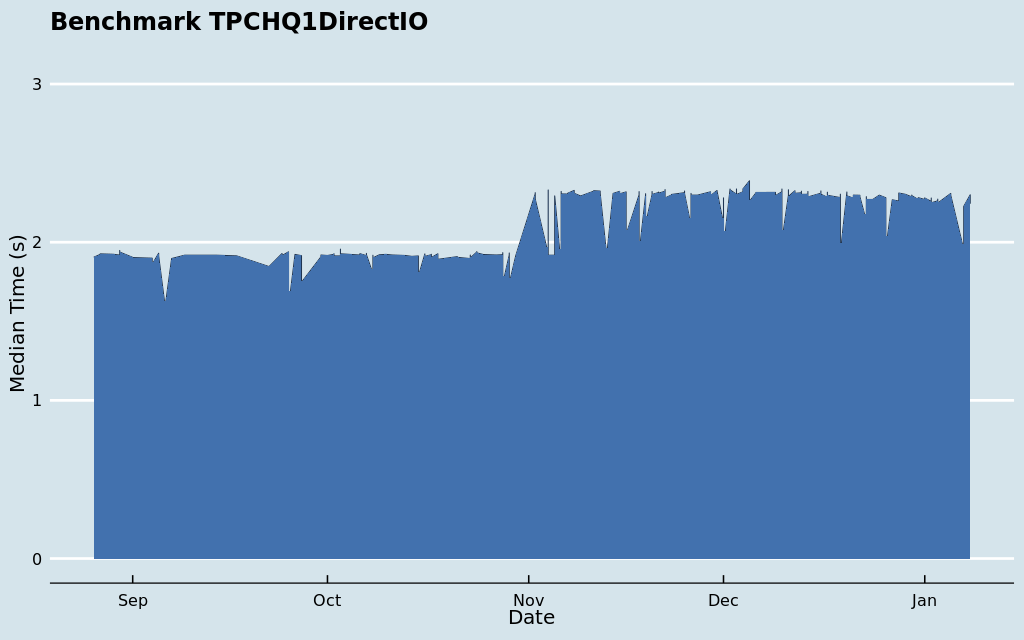 Benchmark TPCHQ1DirectIO
Median Time (s)
3
2
1
0
Sep Oct Nov Dec Jan
Date